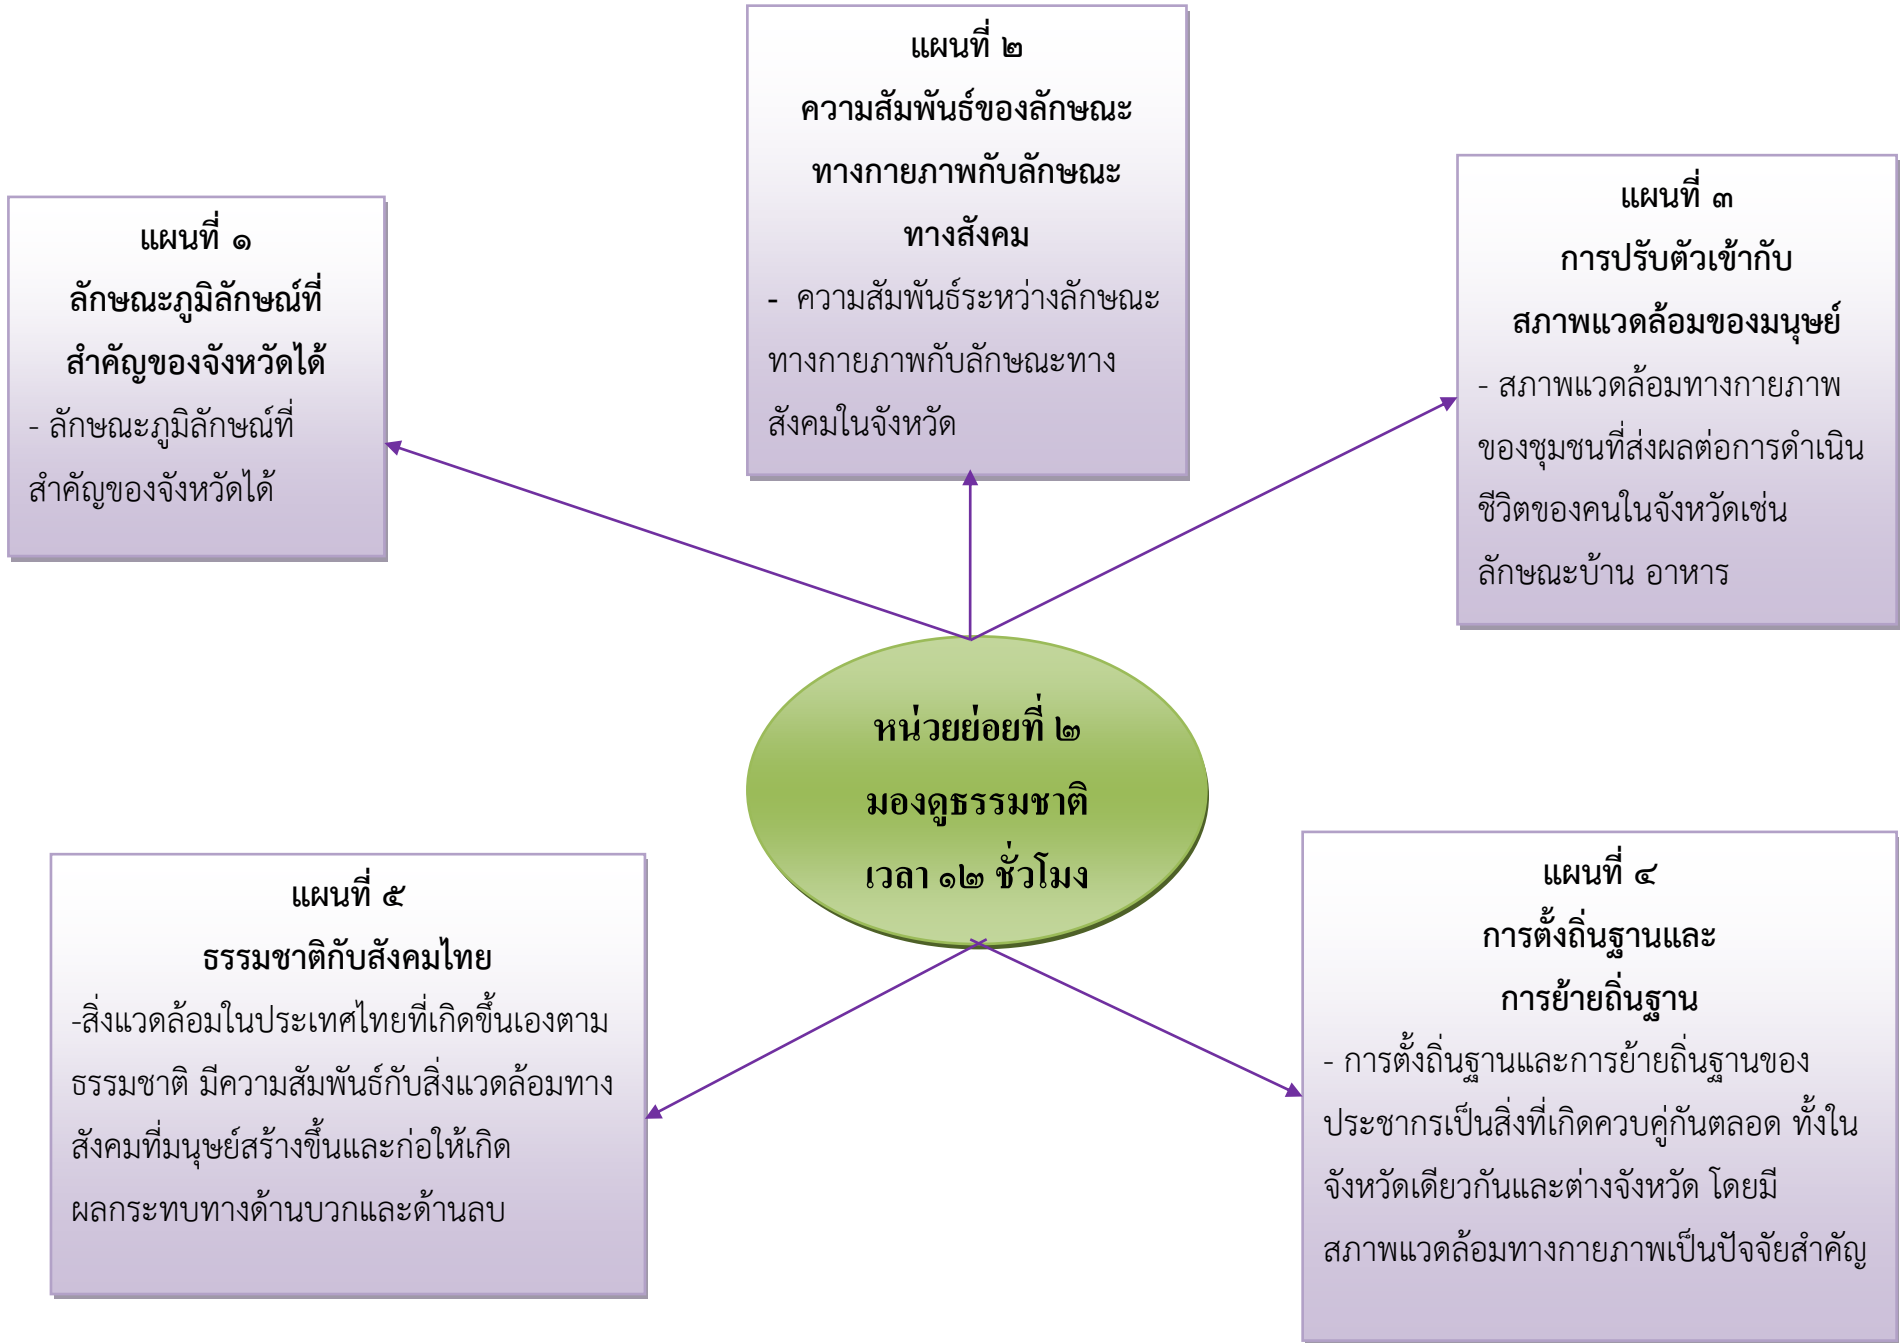 แผนที่ ๑
ลักษณะภูมิลักษณ์ที่
สำคัญของจังหวัดได้
- ลักษณะภูมิลักษณ์ที่
สำคัญของจังหวัดได้
แผนที่ ๒
ความสัมพันธ์ของลักษณะ
ทางกายภาพกับลักษณะ
ทางสังคม
- ความสัมพันธ์ระหว่างลักษณะ
ทางกายภาพกับลักษณะทาง
สังคมในจังหวัด
แผนที่ ๓
การปรับตัวเข้ากับ
สภาพแวดล้อมของมนุษย์
- สภาพแวดล้อมทางกายภาพ
ของชุมชนที่ส่งผลต่อการดำเนิน
ชีวิตของคนในจังหวัดเช่น
ลักษณะบ้าน อาหาร
หน่วยย่อยที่ ๒
มองดูธรรมชาติ
เวลา ๑๒ ชั่วโมง
แผนที่ ๔
การตั้งถิ่นฐานและ
การย้ายถิ่นฐาน
- การตั้งถิ่นฐานและการย้ายถิ่นฐานของ
ประชากรเป็นสิ่งที่เกิดควบคู่กันตลอด ทั้งใน
จังหวัดเดียวกันและต่างจังหวัด โดยมี
สภาพแวดล้อมทางกายภาพเป็นปัจจัยสำคัญ
แผนที่ ๕
ธรรมชาติกับสังคมไทย
-สิ่งแวดล้อมในประเทศไทยที่เกิดขึ้นเองตาม
ธรรมชาติ มีความสัมพันธ์กับสิ่งแวดล้อมทาง
สังคมที่มนุษย์สร้างขึ้นและก่อให้เกิด
ผลกระทบทางด้านบวกและด้านลบ